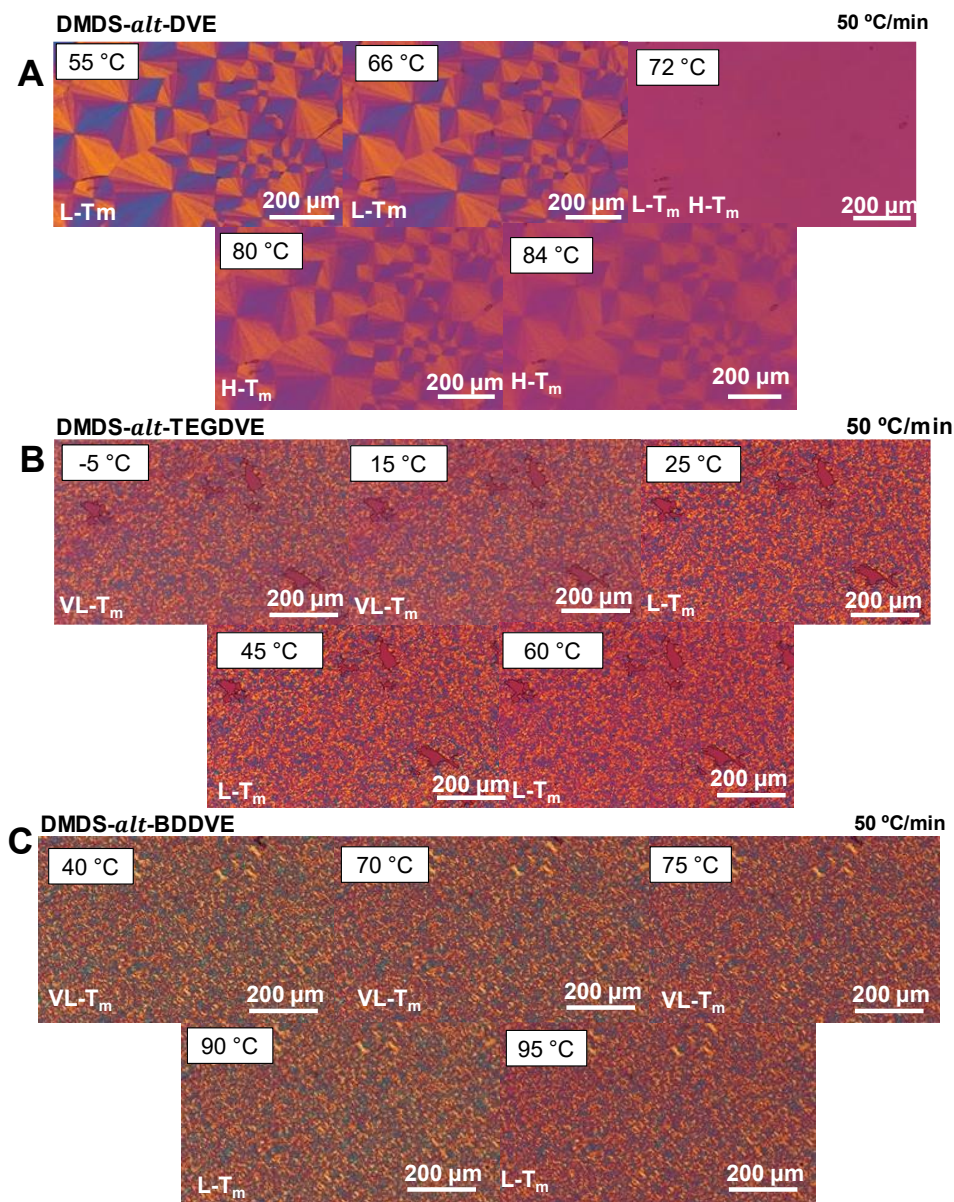 DMDS-alt-DVE 50 ºC/min
A
55 °C 66 °C 72 °C
200 µm 200 µm 200 µm
L-Tm L-Tₘ L-Tₘ H-Tₘ
80 °C 84 °C
200 µm 200 µm
H-Tₘ H-Tₘ
DMDS-alt-TEGDVE 50 ºC/min
B
-5 °C 15 °C 25 °C
200 µm 200 µm 200 µm
VL-Tₘ VL-Tₘ L-Tₘ
45 °C 60 °C
200 µm 200 µm
L-Tₘ L-Tₘ
DMDS-alt-BDDVE 50 ºC/min
C
40 °C 70 °C 75 °C
200 µm 200 µm 200 µm
VL-Tₘ VL-Tₘ VL-Tₘ
90 °C 95 °C
200 µm 200 µm
L-Tₘ L-Tₘ